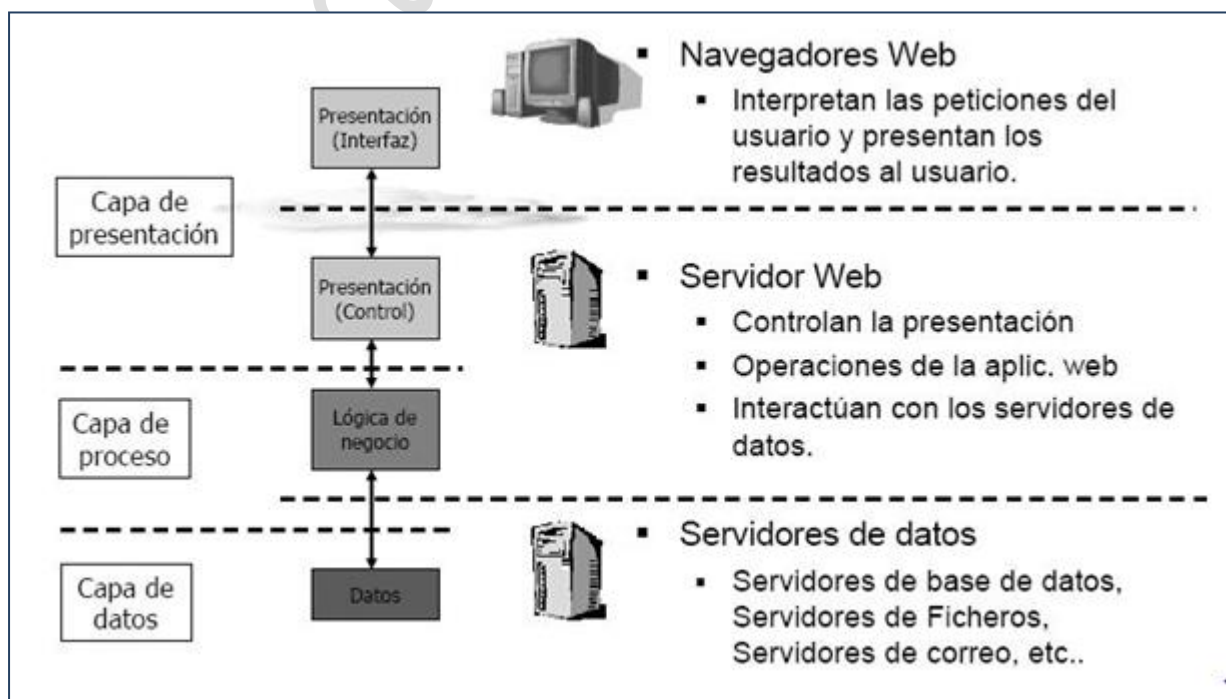 Capa de
presentación
Capa de
proceso
Capa de
datos
Presentación
(Interfaz)
Presentación
(Control)
Lógica de
negocio
Datos
▪ Navegadores Web
▪ Interpretan las peticiones del
usuario y presentan los
resultados al usuario.
▪ Servidor Web
▪ Controlan la presentación
▪ Operaciones de la aplic. web
▪ Interactúan con los servidores de
datos.
▪ Servidores de datos
▪ Servidores de base de datos,
Servidores de Ficheros,
Servidores de correo, etc..